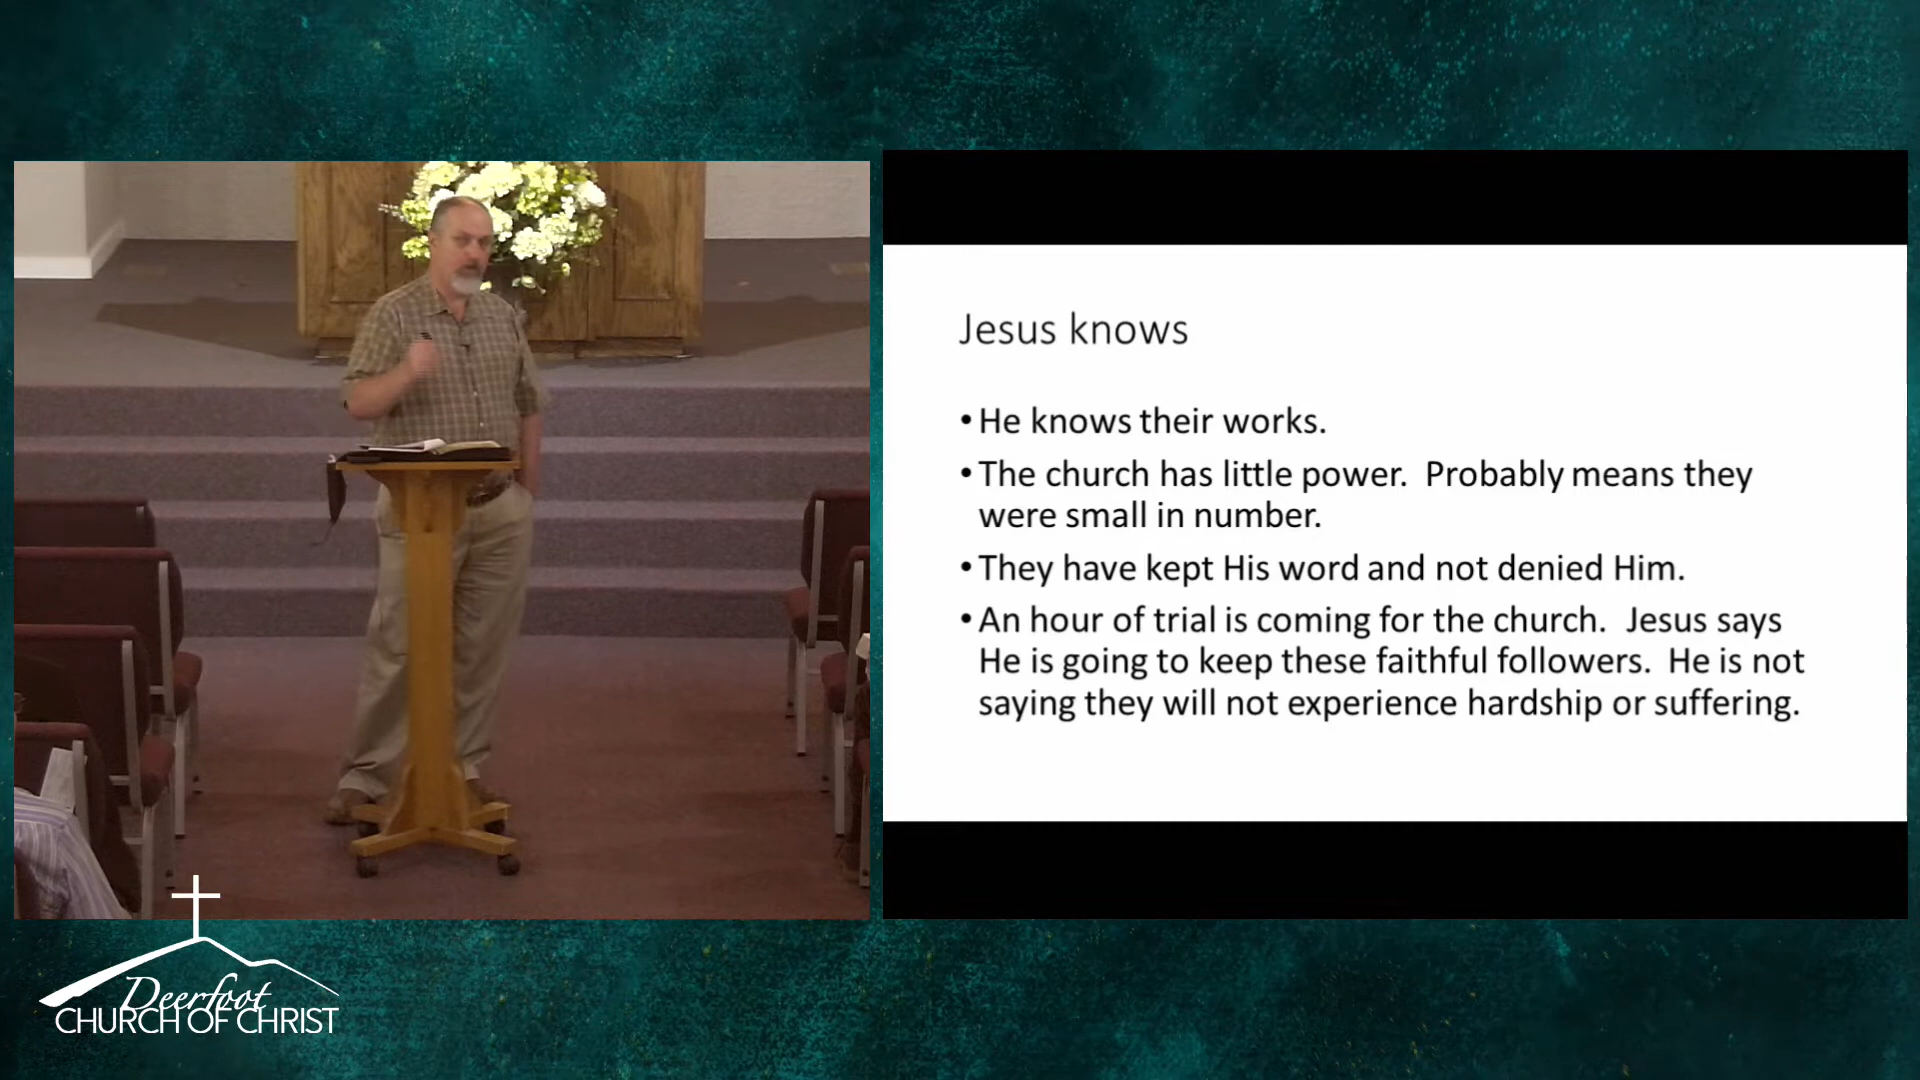 Jesus knows
• He knows their works.
• The church has little power.  Probably means they
were small in number.
• They have kept His word and not denied Him.
• An hour of trial is coming for the church.  Jesus says
He is going to keep these faithful followers.  He is not
saying they will not experience hardship or suffering.
Deerfoot
CHURCH OF CHRIST